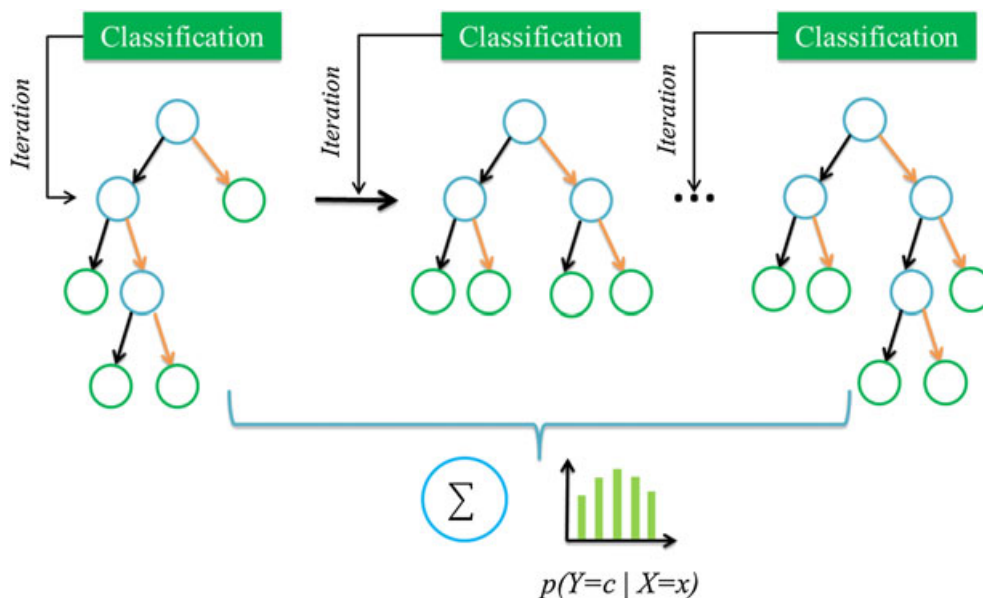 Classification
Classification
Classification
Iteration
Iteration
Iteration
...
∑
p(Y=c | X=x)